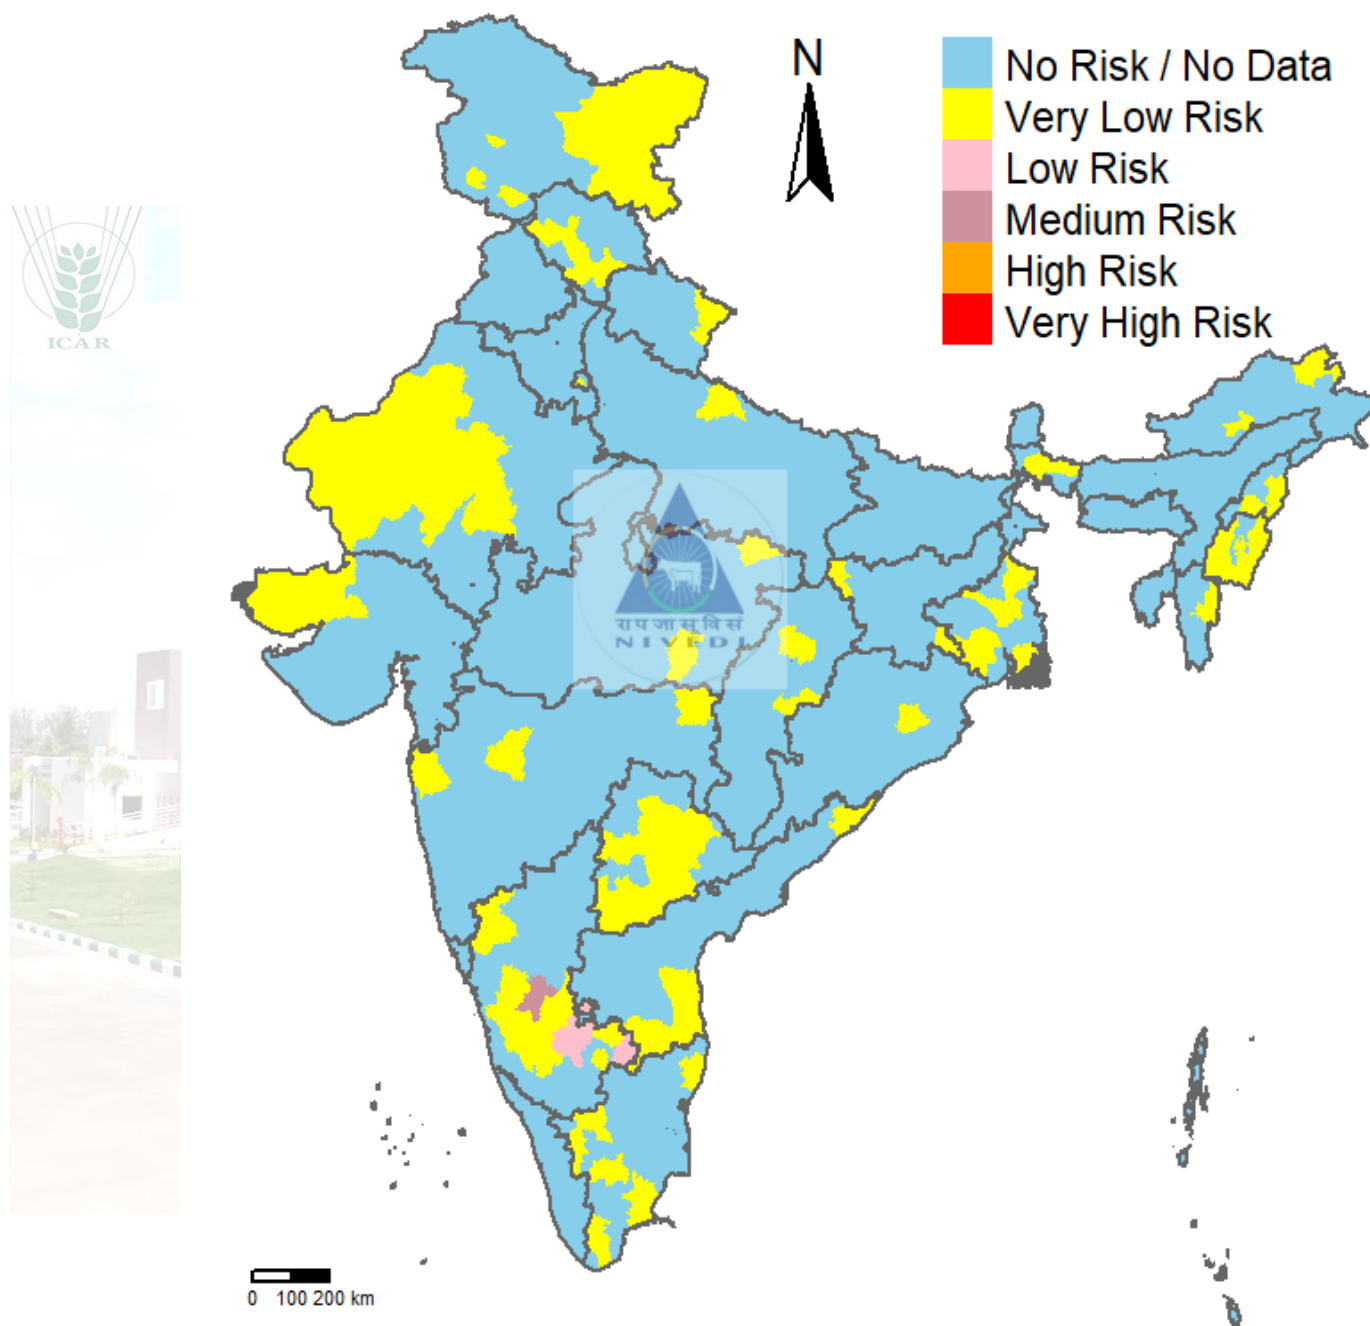 N
No Risk / No Data
Very Low Risk
Low Risk
Medium Risk
High Risk
Very High Risk
ICAR
रापजासूविसं
NIVEDI
0 100 200 km